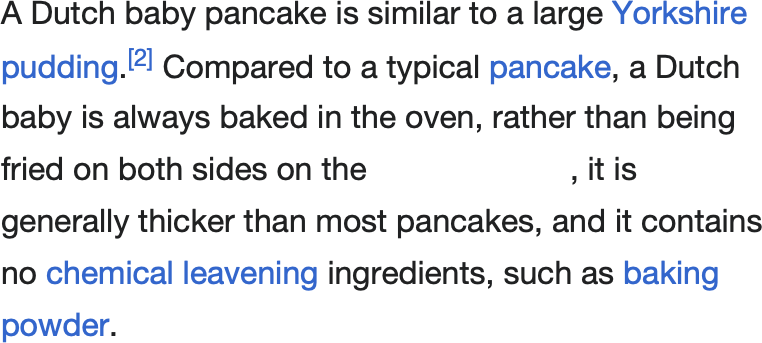 A Dutch baby pancake is similar to a large Yorkshire
pudding.[2] Compared to a typical pancake, a Dutch
baby is always baked in the oven, rather than being
fried on both sides on the , it is
generally thicker than most pancakes, and it contains
no chemical leavening ingredients, such as baking
powder.